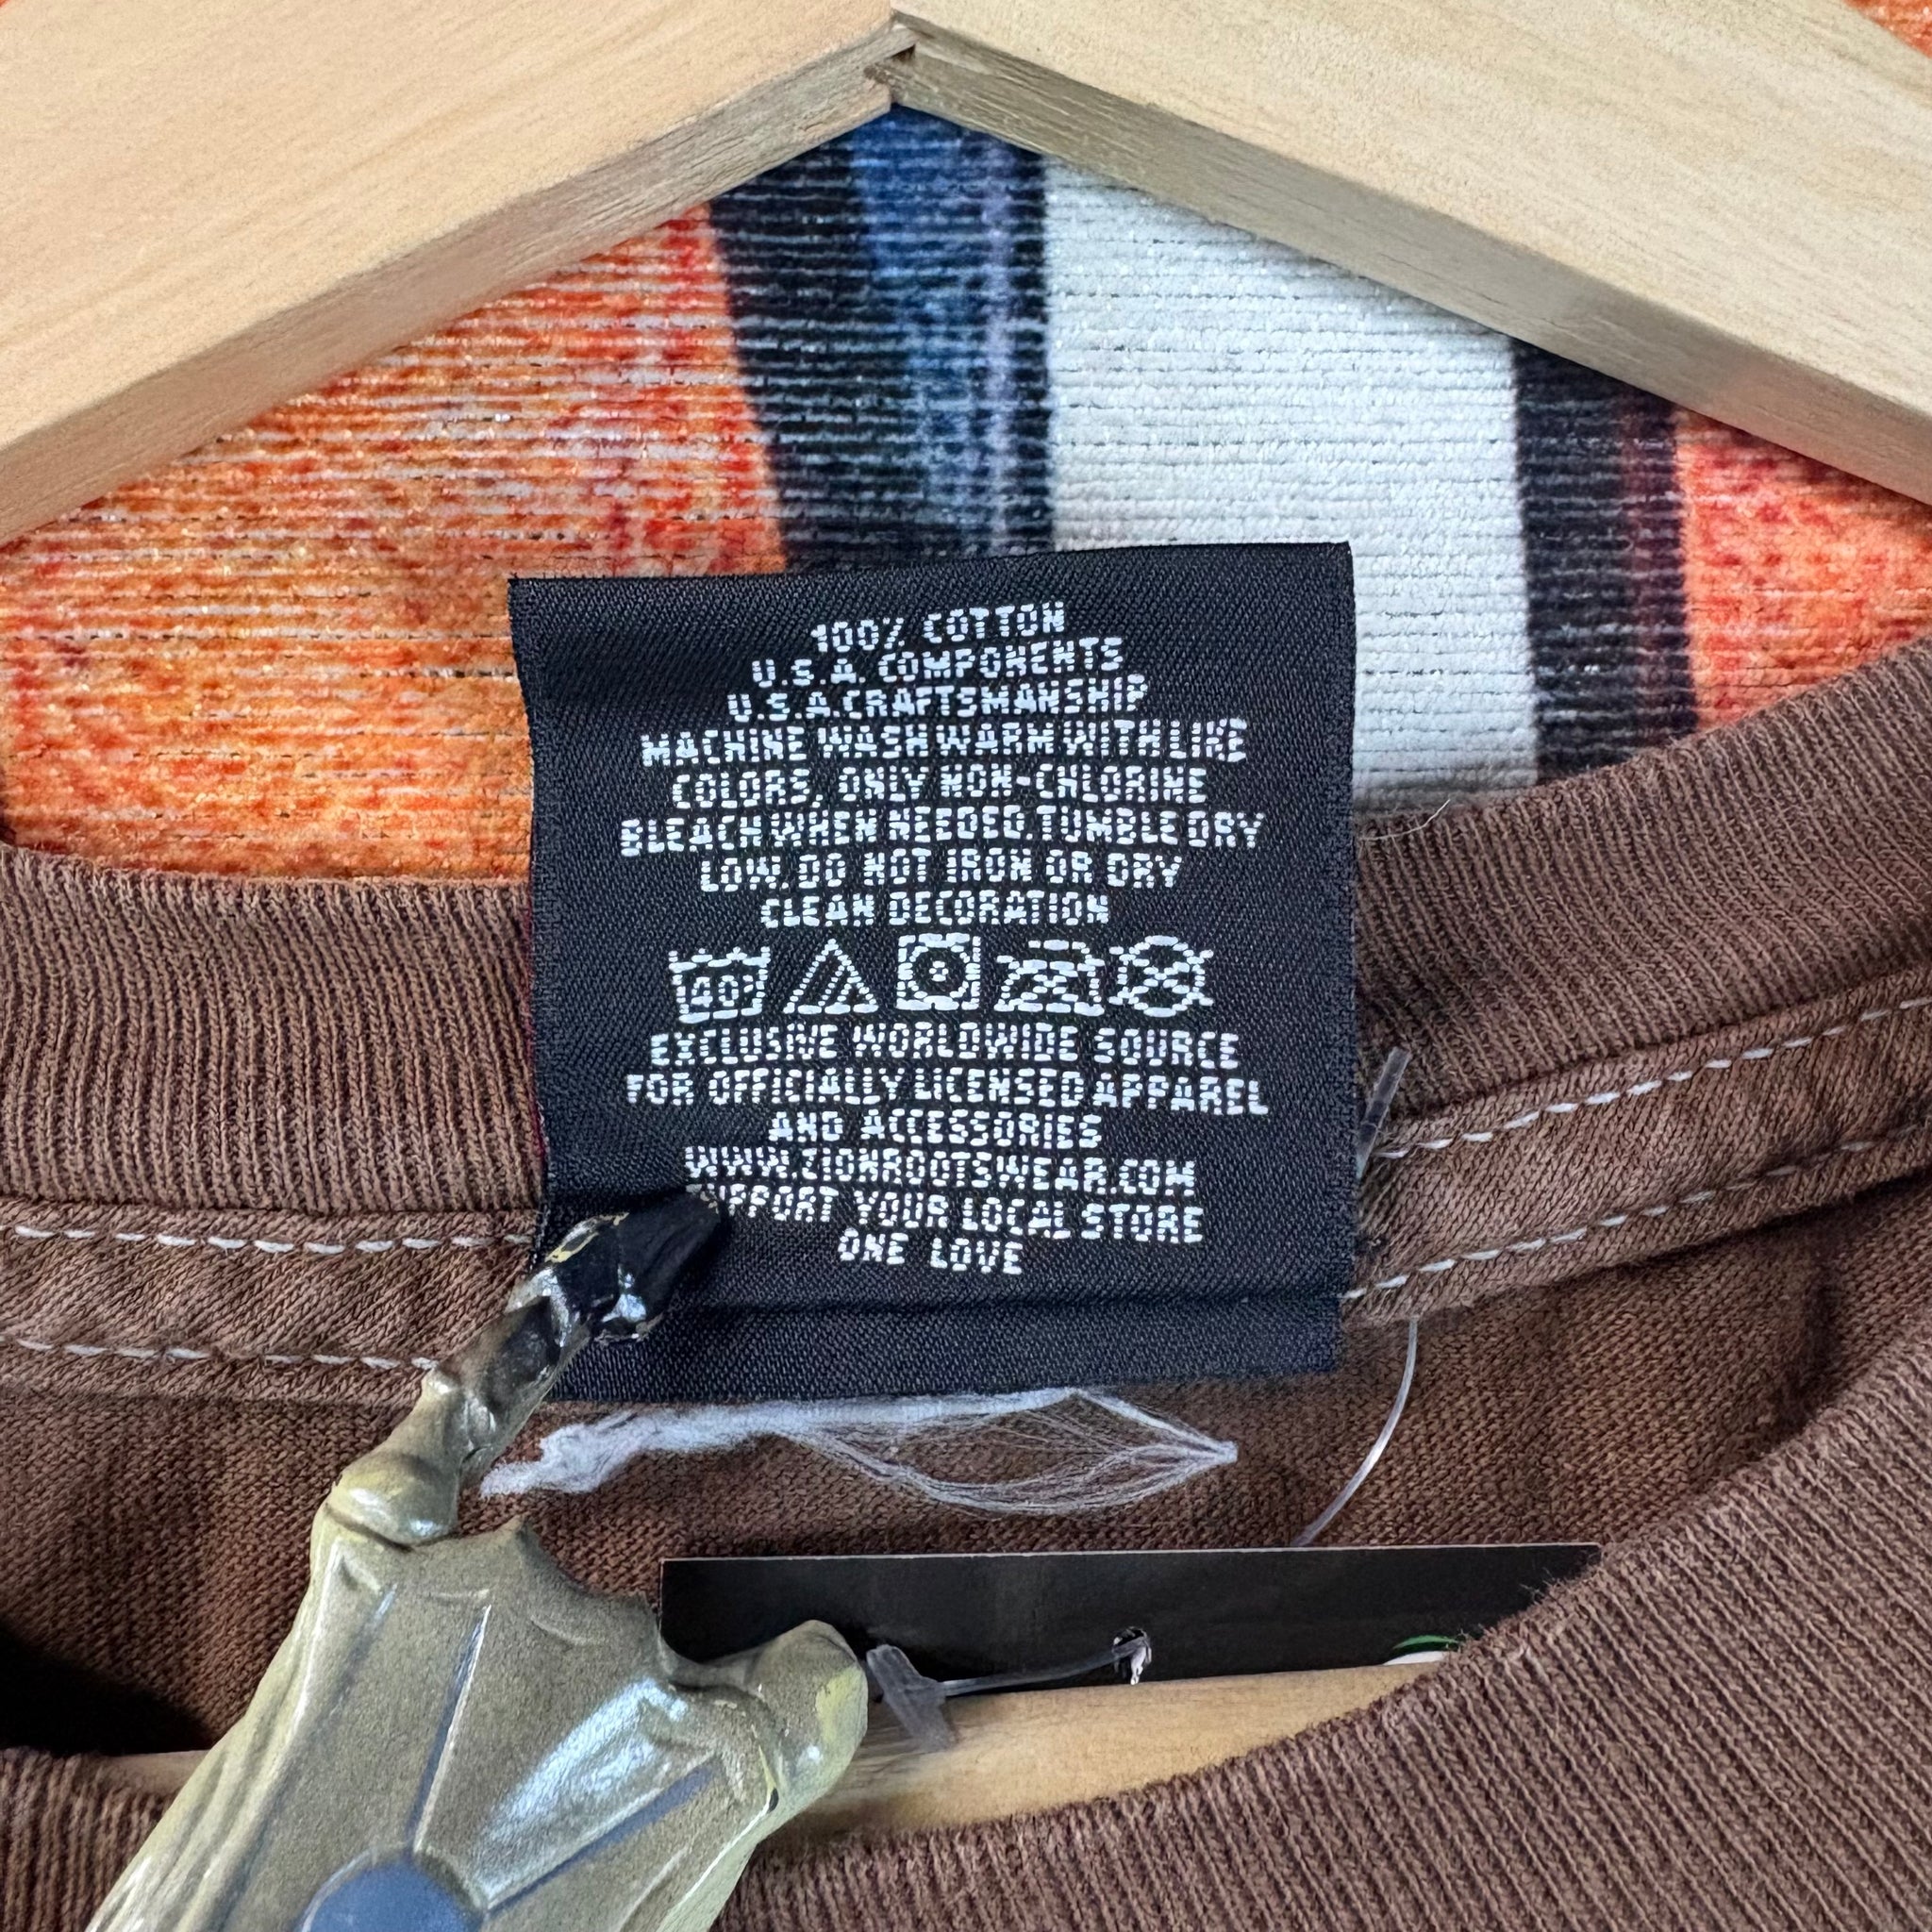 100% COTTON
U.S.A. COMPONENTS
U.S.A. CRAFTSMANSHIP
MACHINE WASH WARM WITH LIKE
COLORS, ONLY NON-CHLORINE
BLEACH WHEN NEEDED. TUMBLE DRY
LOW. DO NOT IRON OR DRY
CLEAN DECORATION
40°
EXCLUSIVE WORLDWIDE SOURCE
FOR OFFICIALLY LICENSED APPAREL
AND ACCESSORIES
WWW.ZIONROOTSWEAR.COM
SUPPORT YOUR LOCAL STORE
ONE LOVE